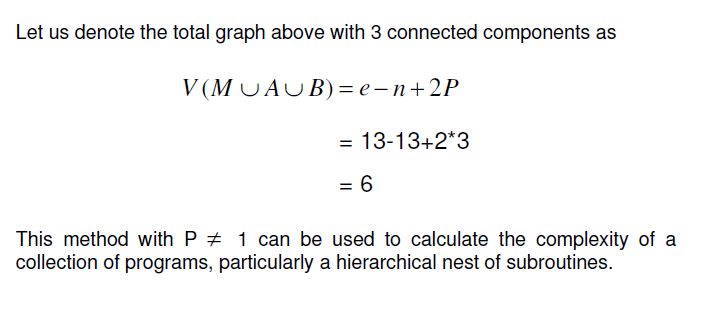 Let us denote the total graph above with 3 connected components as
V(M ∪ A ∪ B) = e − n + 2P
= 13-13+2*3
= 6
This method with P ≠ 1 can be used to calculate the complexity of a
collection of programs, particularly a hierarchical nest of subroutines.